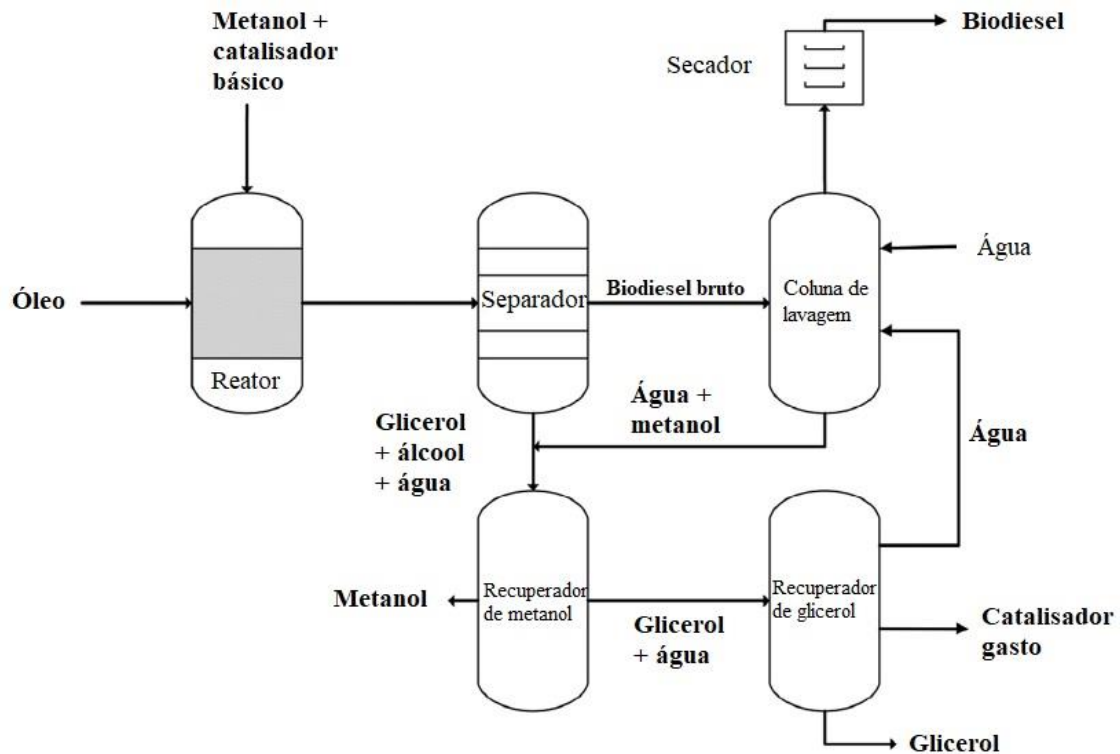 Metanol +
catalisador
básico
Biodiesel
Secador
Água
Óleo
Separador
Biodiesel bruto
Coluna de
lavagem
Reator
Glicerol
+ álcool
+ água
Água +
metanol
Água
Metanol
Recuperador
de metanol
Glicerol
+ água
Recuperador
de glicerol
Catalisador
gasto
Glicerol